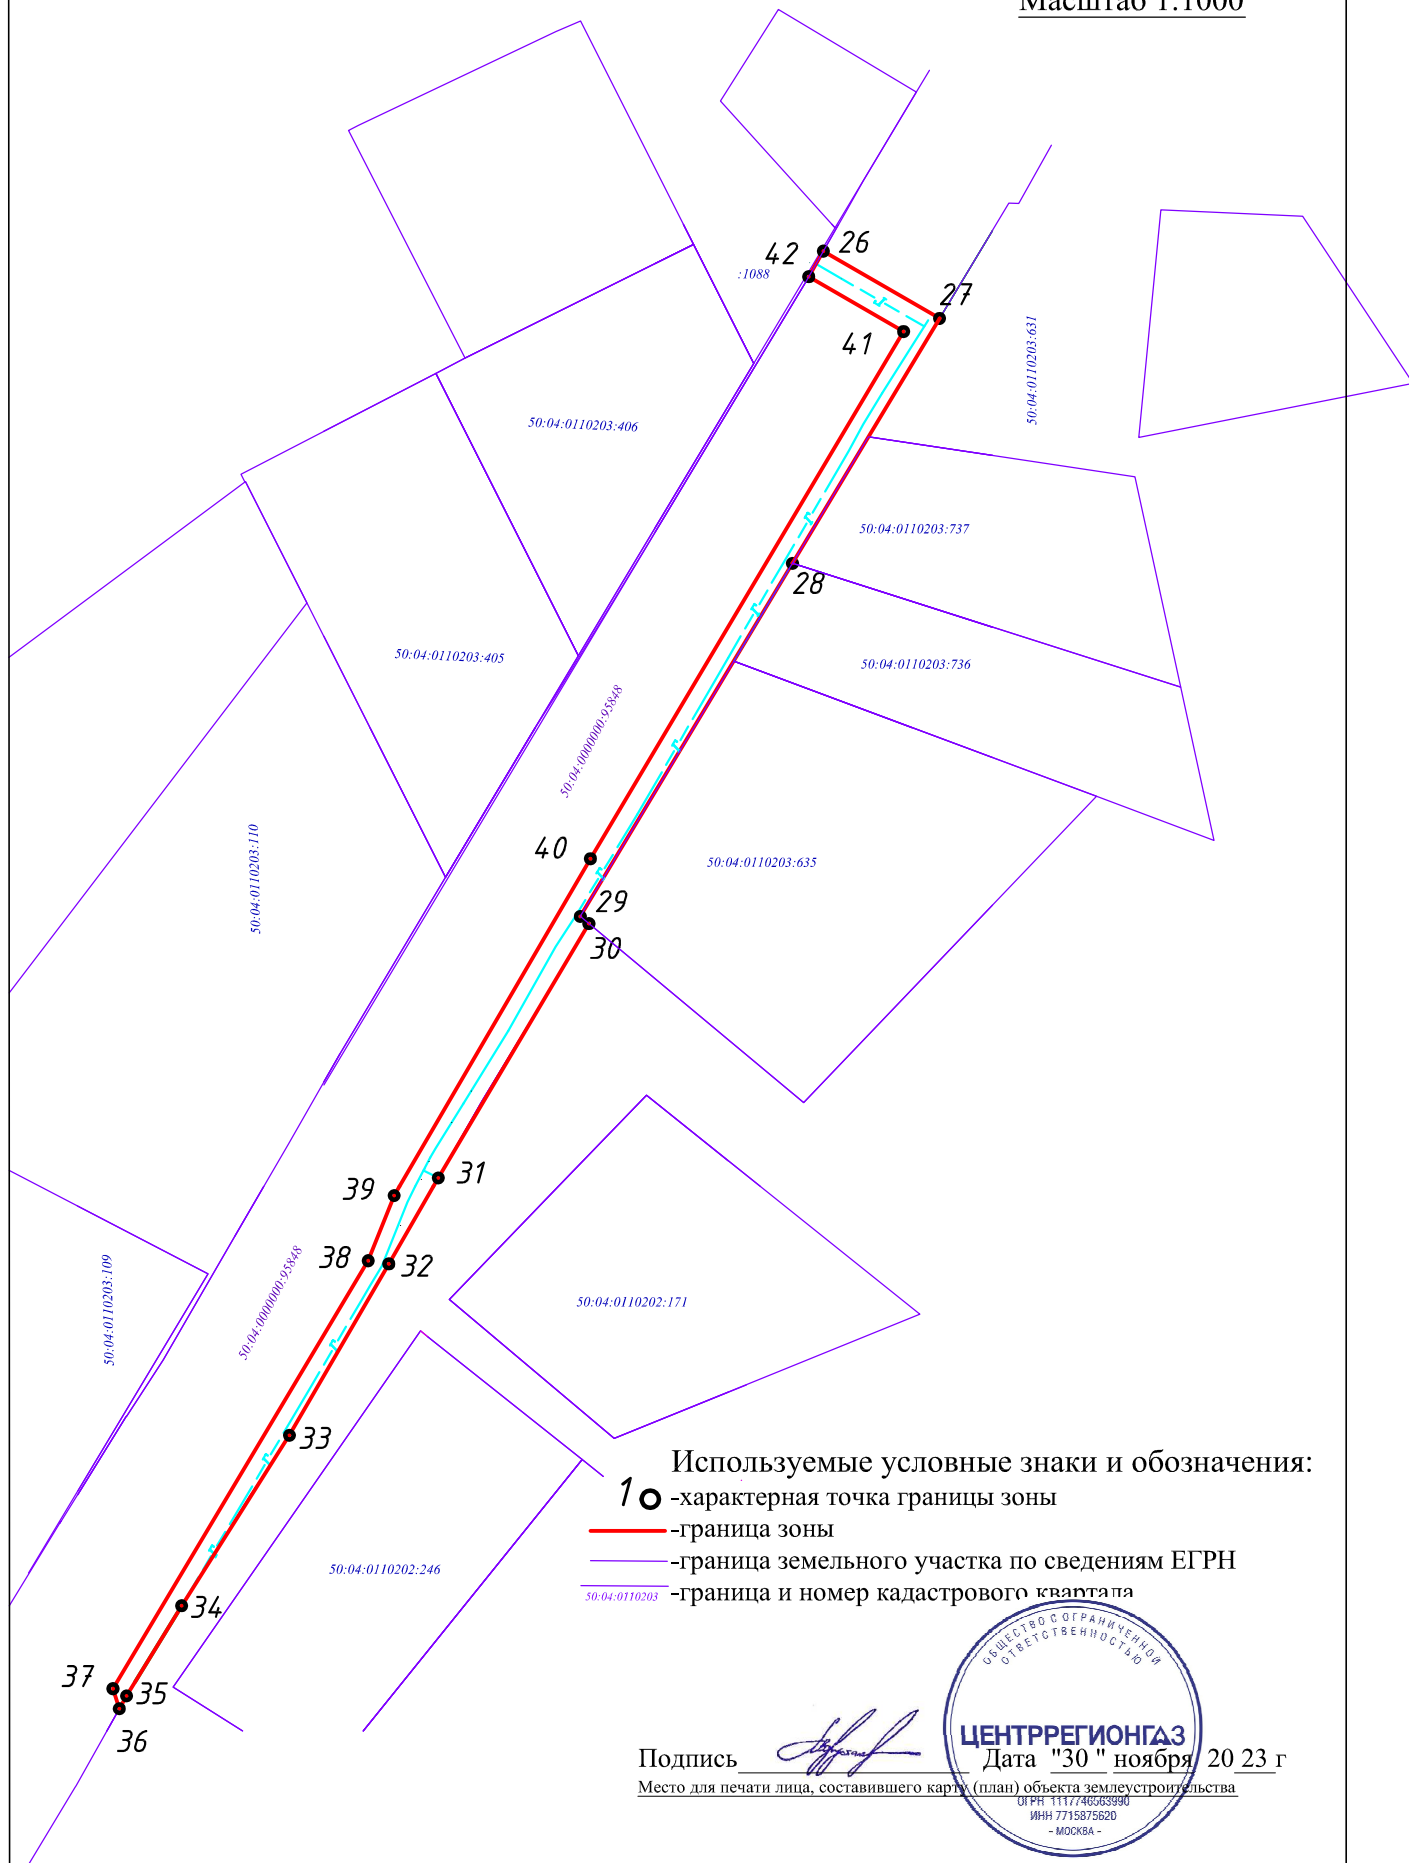 Масштаб 1:1000
26
42
:1088
27
41
50:04:0110203:631
50:04:0110203:406
50:04:0110203:737
28
50:04:0110203:405
50:04:0110203:736
50:04:0000000:95848
40
50:04:0110203:635
50:04:0110203:110
29
30
31
39
38
32
50:04:0110203:109
50:04:0000000:95848
50:04:0110202:171
33
Используемые условные знаки и обозначения:
1 -характерная точка границы зоны
-граница зоны
50:04:0110202:246
-граница земельного участка по сведениям ЕГРН
50:04:0110203 -граница и номер кадастрового квартала
34
37
35
36
ОБЩЕСТВО С ОГРАНИЧЕННОЙ
ОТВЕТСТВЕННОСТЬЮ
ЦЕНТРРЕГИОНГАЗ
Подпись Дата "30 " ноября 20 23 г
Место для печати лица, составившего карту (план) объекта землеустроительства
ОГРН 1117746563990
ИНН 7715875620
- МОСКВА -